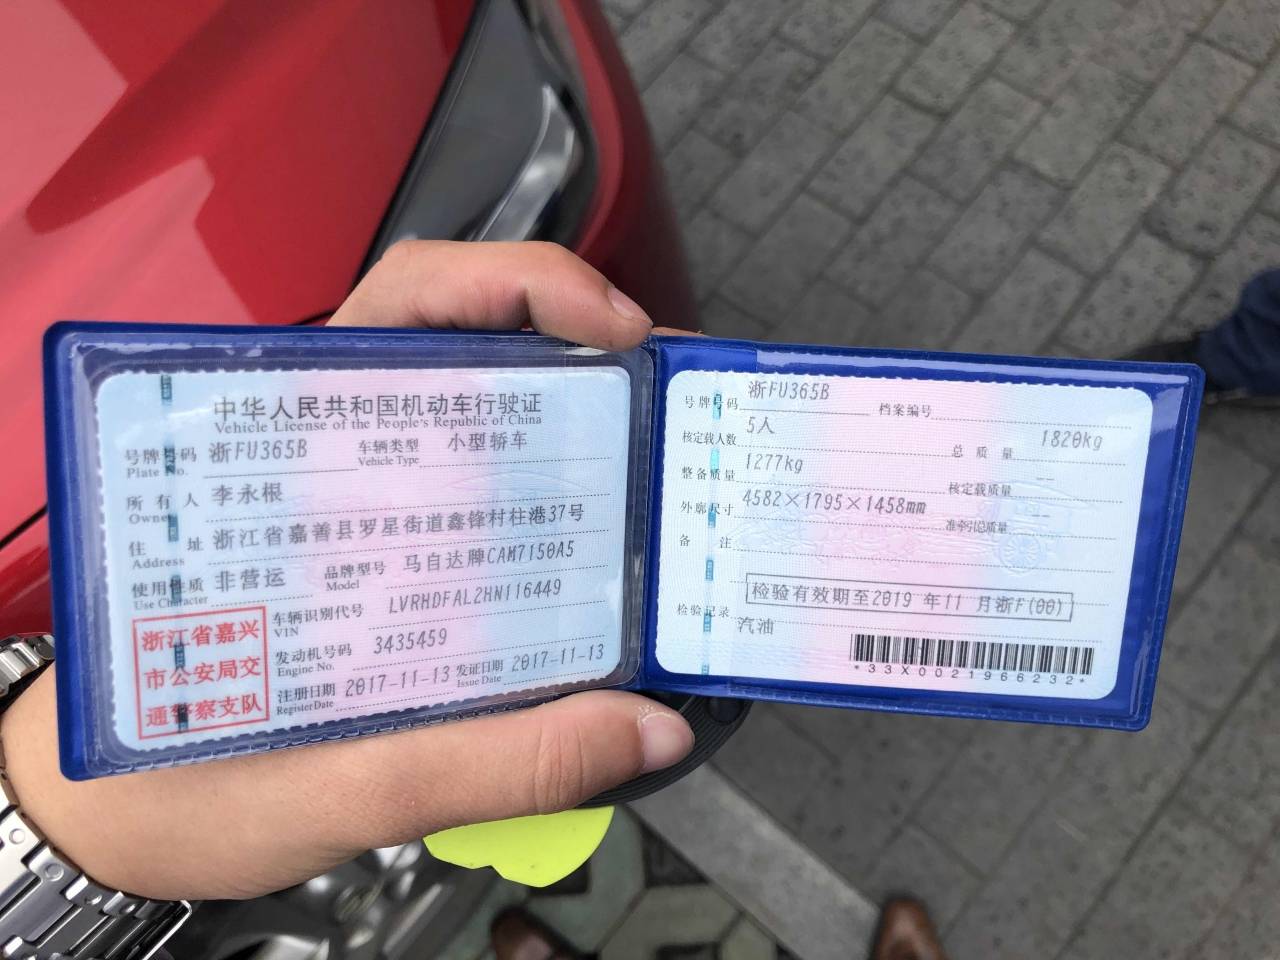 中华人民共和国机动车行驶证
Vehicle License of the People's Republic of China
号牌号码 浙FU365B 车辆类型 小型轿车
Plate No. Vehicle Type
所有人 李永根
Owner
住址 浙江省嘉善县罗星街道鑫锋村柱港37号
Address
使用性质 非营运 品牌型号 马自达牌CAM7150A5
Use Character Model
浙江省嘉兴
市公安局交
通警察支队
车辆识别代号 LVRHDFAL2HN116449
VIN
发动机号码 3435459
Engine No.
注册日期 2017-11-13 发证日期 2017-11-13
Register Date Issue Date
号牌号码 浙FU365B 档案编号
核定载人数 5人 总质量 1820kg
整备质量 1277kg 核定载质量 --
外廓尺寸 4582×1795×1458mm 准牵引总质量 --
备注
检验有效期至2019年11月浙F(00)
检验记录
汽油
*33X0021966232*